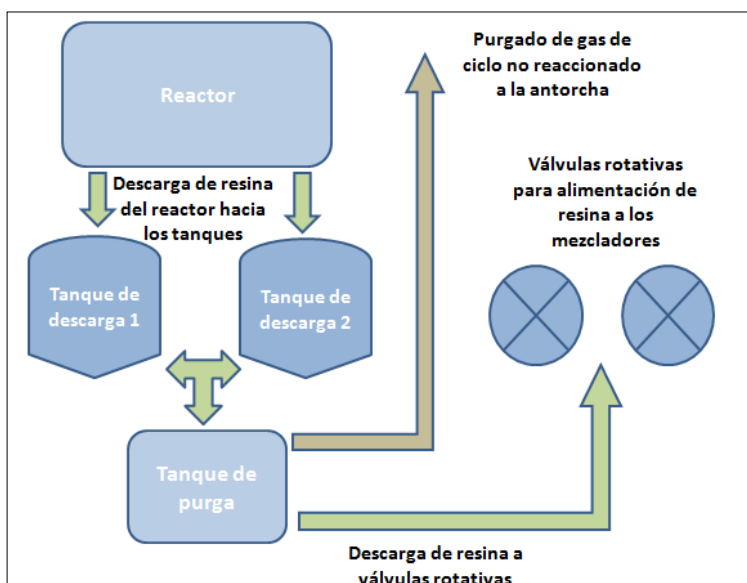 Reactor
Purgado de gas de
ciclo no reaccionado
a la antorcha
Descarga de resina
del reactor hacia
los tanques
Válvulas rotativas
para alimentación de
resina a los
mezcladores
Tanque de
descarga 1
Tanque de
descarga 2
Tanque de
purga
Descarga de resina a
válvulas rotativas